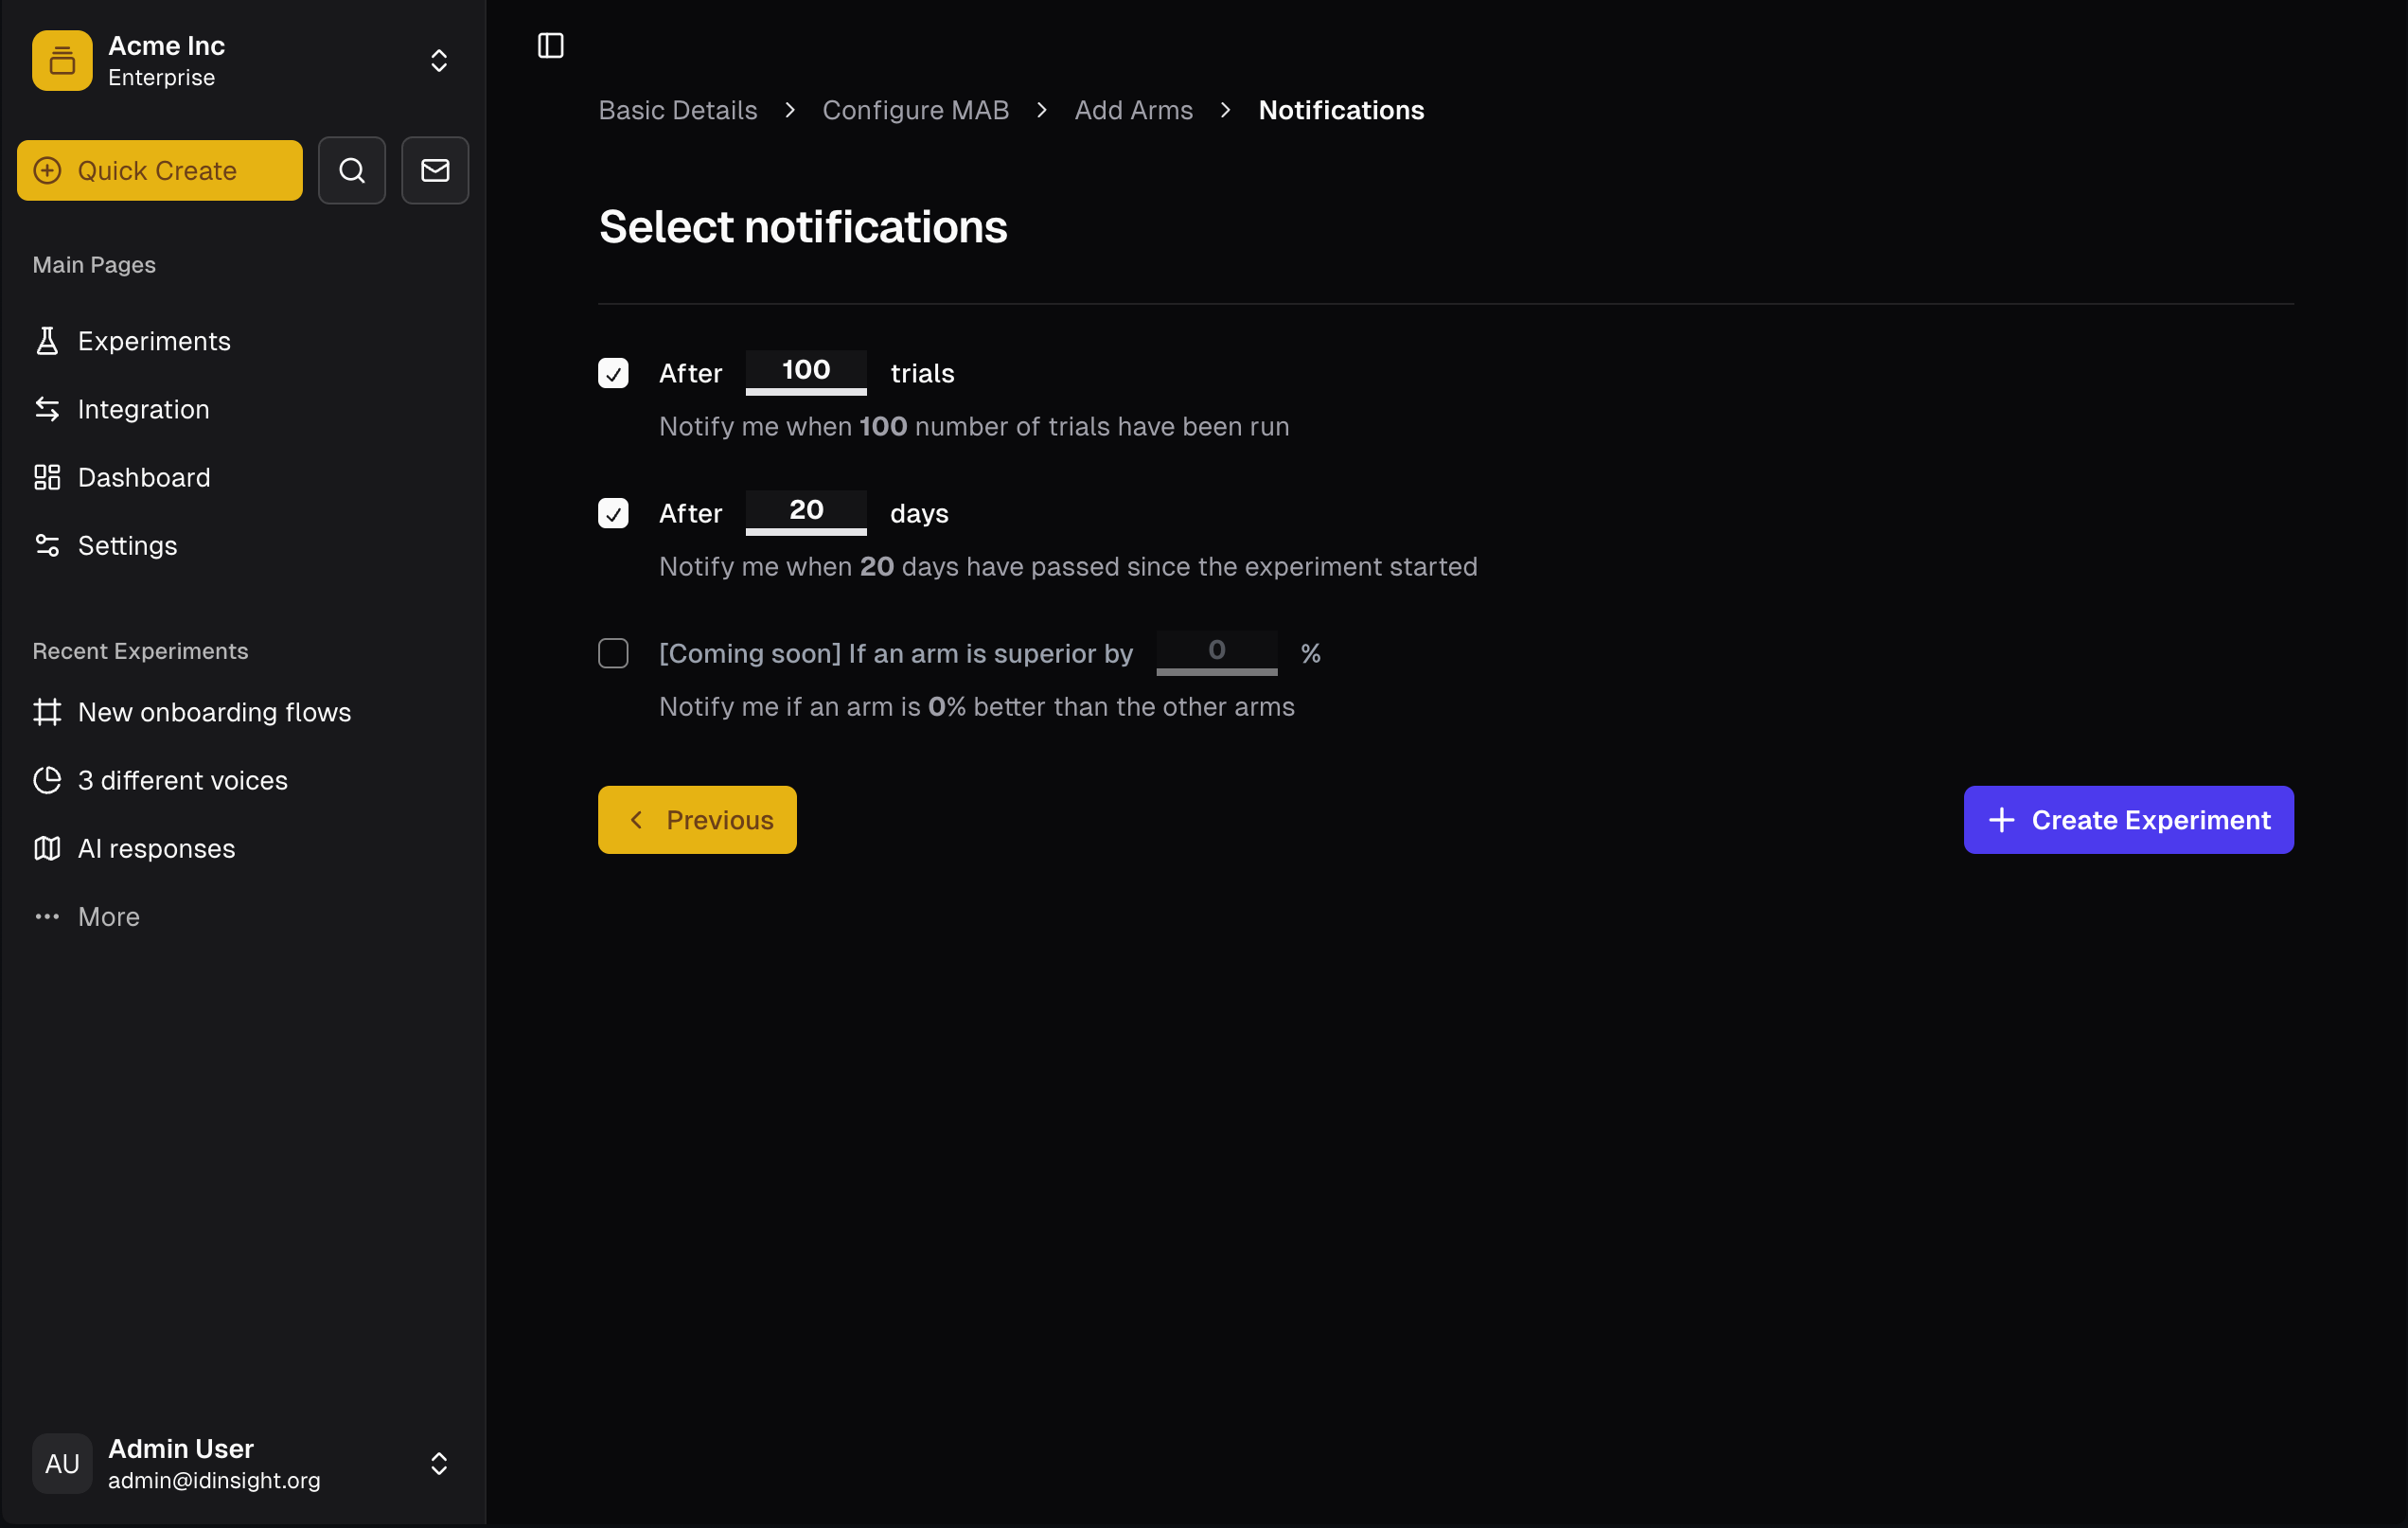 Acme Inc
Enterprise
Quick Create
Main Pages
Experiments
Integration
Dashboard
Settings
Recent Experiments
New onboarding flows
3 different voices
AI responses
More
AU
Admin User
admin@idinsight.org
Basic Details > Configure MAB > Add Arms > Notifications
Select notifications
After 100 trials
Notify me when 100 number of trials have been run
After 20 days
Notify me when 20 days have passed since the experiment started
[Coming soon] If an arm is superior by 0 %
Notify me if an arm is 0% better than the other arms
Previous
Create Experiment